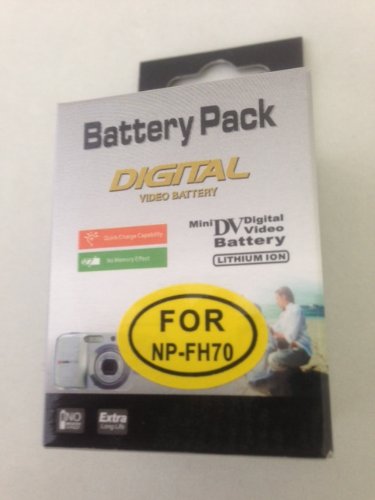 Battery Pack
DIGITAL
VIDEO BATTERY
Quick Charge Capability
No Memory Effect
Mini DV Digital Video
Battery
LITHIUM ION
FOR
NP-FH70
NO
Extra
Long Life